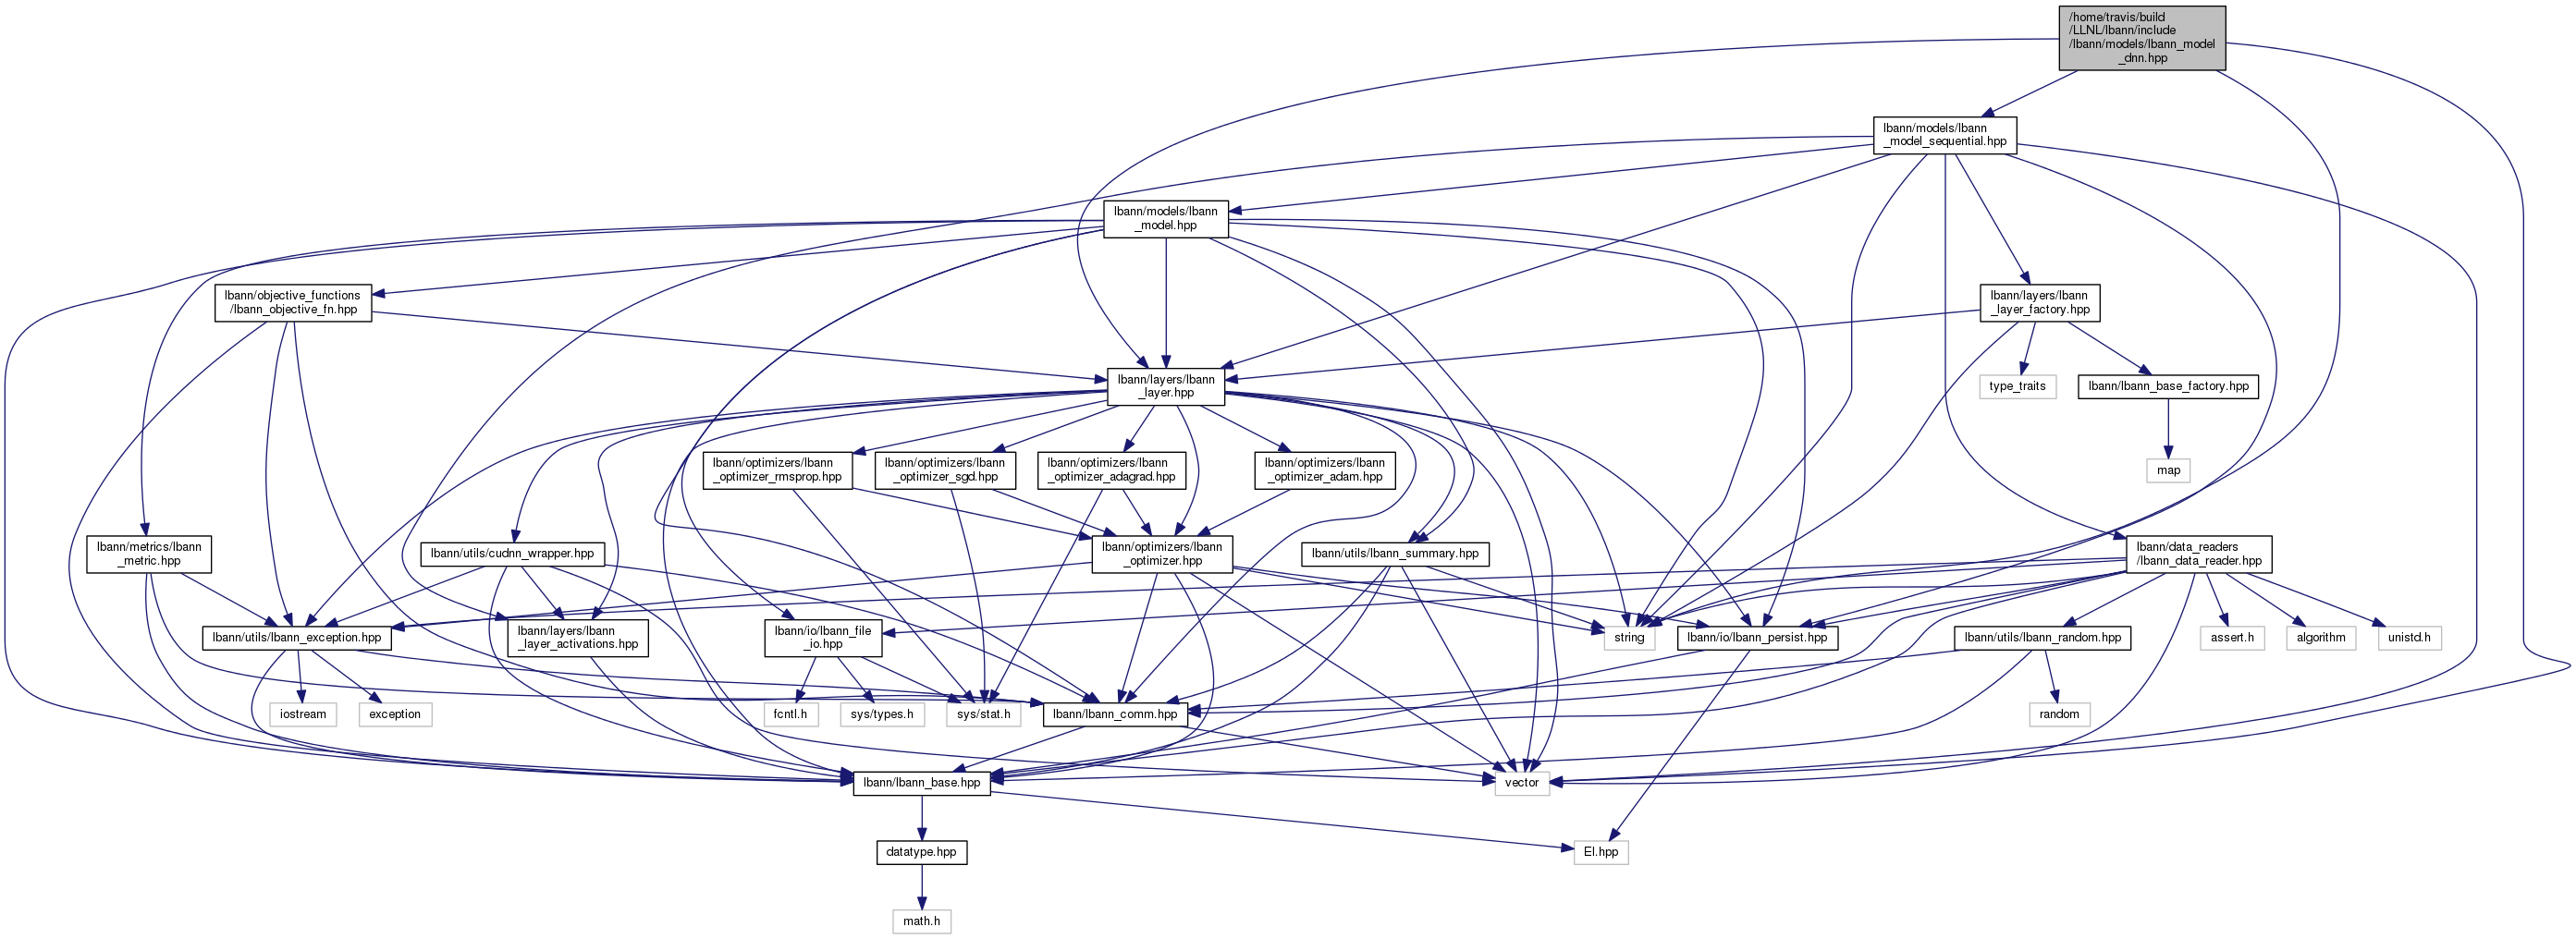 /home/travis/build
/LLNL/lbann/include
/lbann/models/lbann_model
_dnn.hpp
lbann/models/lbann
_model_sequential.hpp
lbann/models/lbann
_model.hpp
lbann/objective_functions
/lbann_objective_fn.hpp
lbann/layers/lbann
_layer_factory.hpp
lbann/layers/lbann
_layer.hpp
type_traits
lbann/lbann_base_factory.hpp
lbann/optimizers/lbann
_optimizer_rmsprop.hpp
lbann/optimizers/lbann
_optimizer_sgd.hpp
lbann/optimizers/lbann
_optimizer_adagrad.hpp
lbann/optimizers/lbann
_optimizer_adam.hpp
map
lbann/metrics/lbann
_metric.hpp
lbann/utils/cudnn_wrapper.hpp
lbann/optimizers/lbann
_optimizer.hpp
lbann/utils/lbann_summary.hpp
lbann/data_readers
/lbann_data_reader.hpp
lbann/utils/lbann_exception.hpp
lbann/layers/lbann
_layer_activations.hpp
lbann/io/lbann_file
_io.hpp
string
lbann/io/lbann_persist.hpp
lbann/utils/lbann_random.hpp
assert.h
algorithm
unistd.h
iostream
exception
fcntl.h
sys/types.h
sys/stat.h
lbann/lbann_comm.hpp
random
lbann/lbann_base.hpp
vector
datatype.hpp
El.hpp
math.h